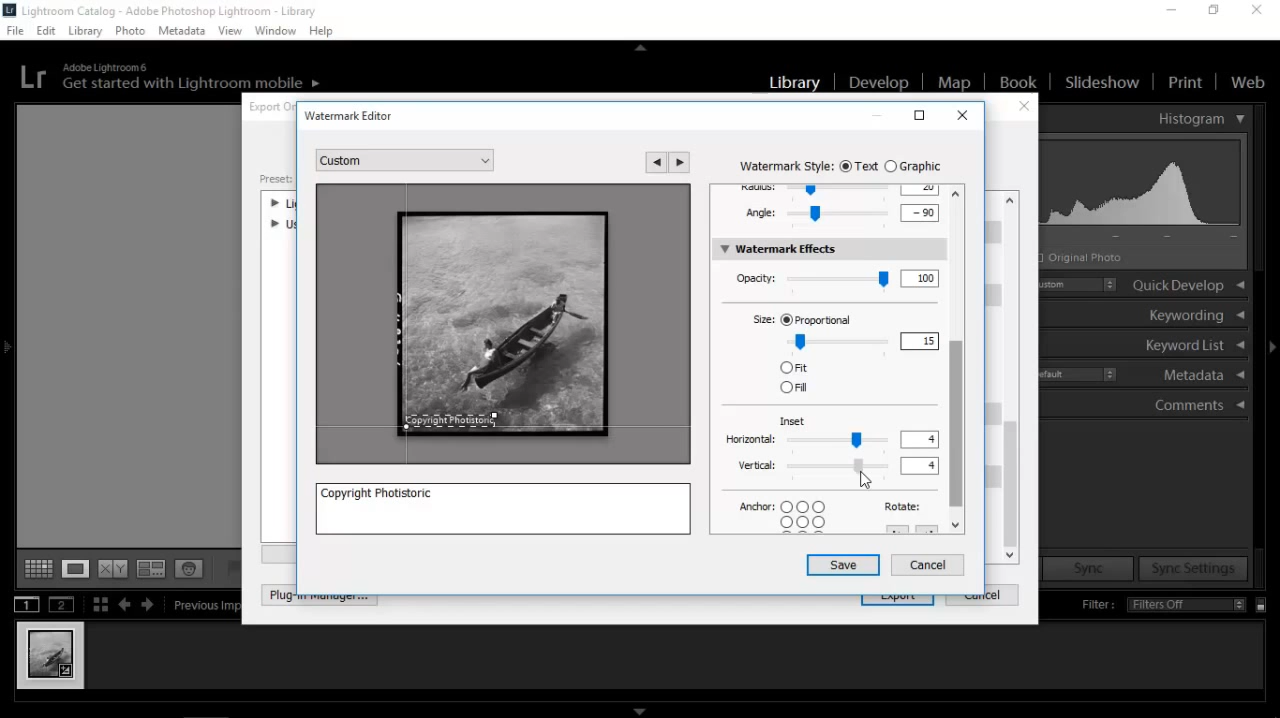 Lightroom Catalog - Adobe Photoshop Lightroom - Library
File Edit Library Photo Metadata View Window Help
Lr
Adobe Lightroom 6
Get started with Lightroom mobile
Library Develop Map Book Slideshow Print Web
Export On
Watermark Editor
Histogram
Custom
Watermark Style: Text Graphic
Preset:
Radius: 20
Angle: - 90
Watermark Effects
Original Photo
Opacity: 100
Quick Develop
Size: Proportional
Keywording
15
Keyword List
Fit
Metadata
Fill
Comments
Inset
Copyright Photistoric
Horizontal: 4
Vertical: 4
Copyright Photistoric
Anchor: Rotate:
Save Cancel
Sync Sync Settings
Plug-in Manager... Export Cancel
1 2 Previous Imp
Filter: Filters Off